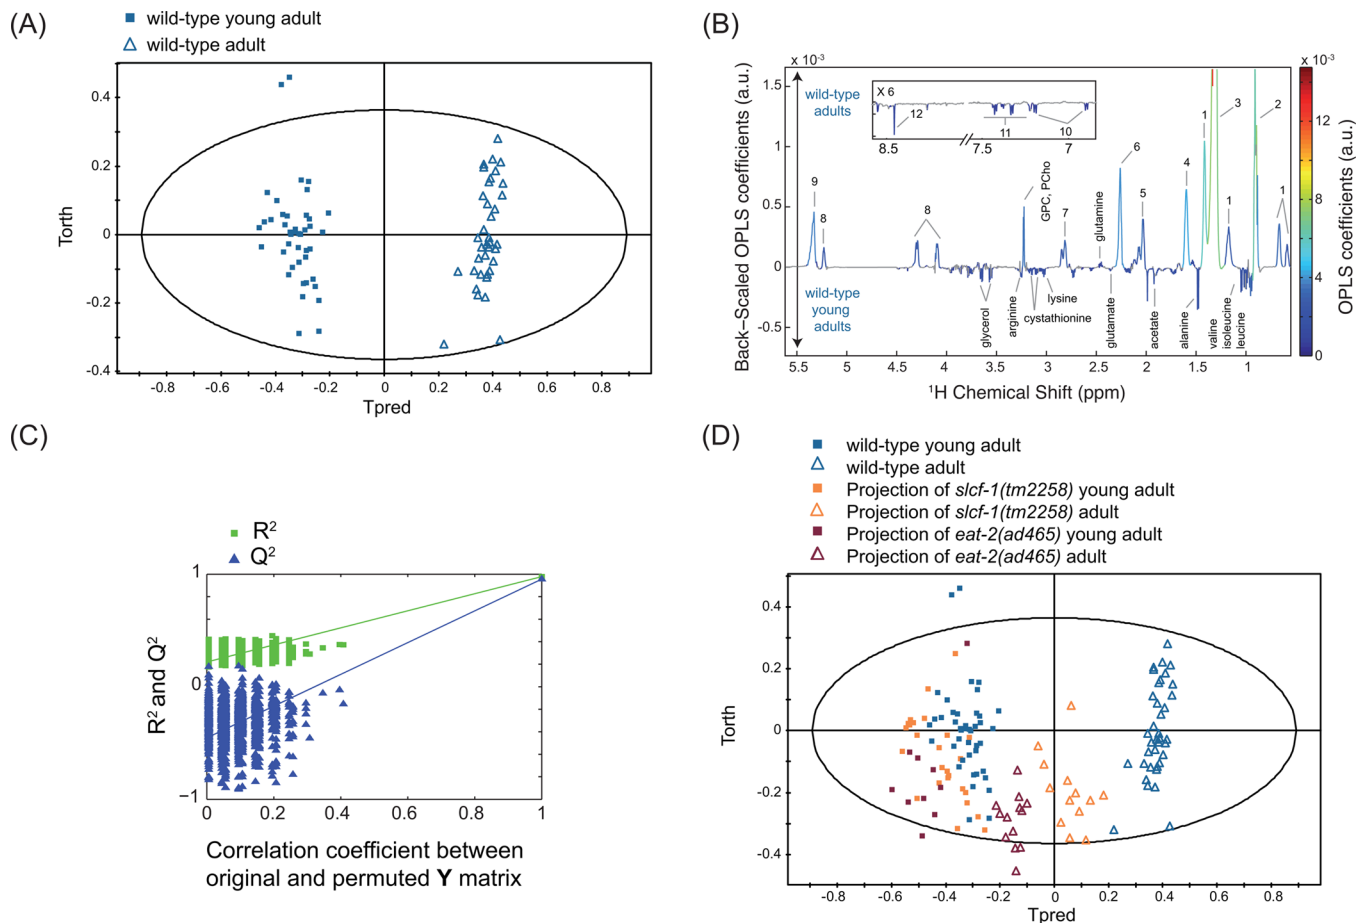 (A)
wild-type young adult
wild-type adult
0.4
0.2
0
-0.2
-0.4
Torth
-0.8 -0.6 -0.4 -0.2 0 0.2 0.4 0.6 0.8
Tpred
(B)
x 10⁻³
x 10⁻³
1.5
1
0.5
0
-0.5
Back−Scaled OPLS coefficients (a.u.)
wild-type
adults
wild-type
young
adults
X 6
12
11
10
8.5 7.5 7
9
8
8
GPC, PCho
7
glutamine
6
5
4
1
3
1
2
1
glycerol
arginine
cystathionine
lysine
glutamate
acetate
alanine
valine
isoleucine
leucine
5.5 5 4.5 4 3.5 3 2.5 2 1.5 1
¹H Chemical Shift (ppm)
12
8
4
0
OPLS coefficients (a.u.)
(C)
R²
Q²
1
0
−1
R² and Q²
0 0.2 0.4 0.6 0.8 1
Correlation coefficient between
original and permuted Y matrix
(D)
wild-type young adult
wild-type adult
Projection of slcf-1(tm2258) young adult
Projection of slcf-1(tm2258) adult
Projection of eat-2(ad465) young adult
Projection of eat-2(ad465) adult
0.4
0.2
0
-0.2
-0.4
Torth
-0.8 -0.6 -0.4 -0.2 0 0.2 0.4 0.6 0.8
Tpred